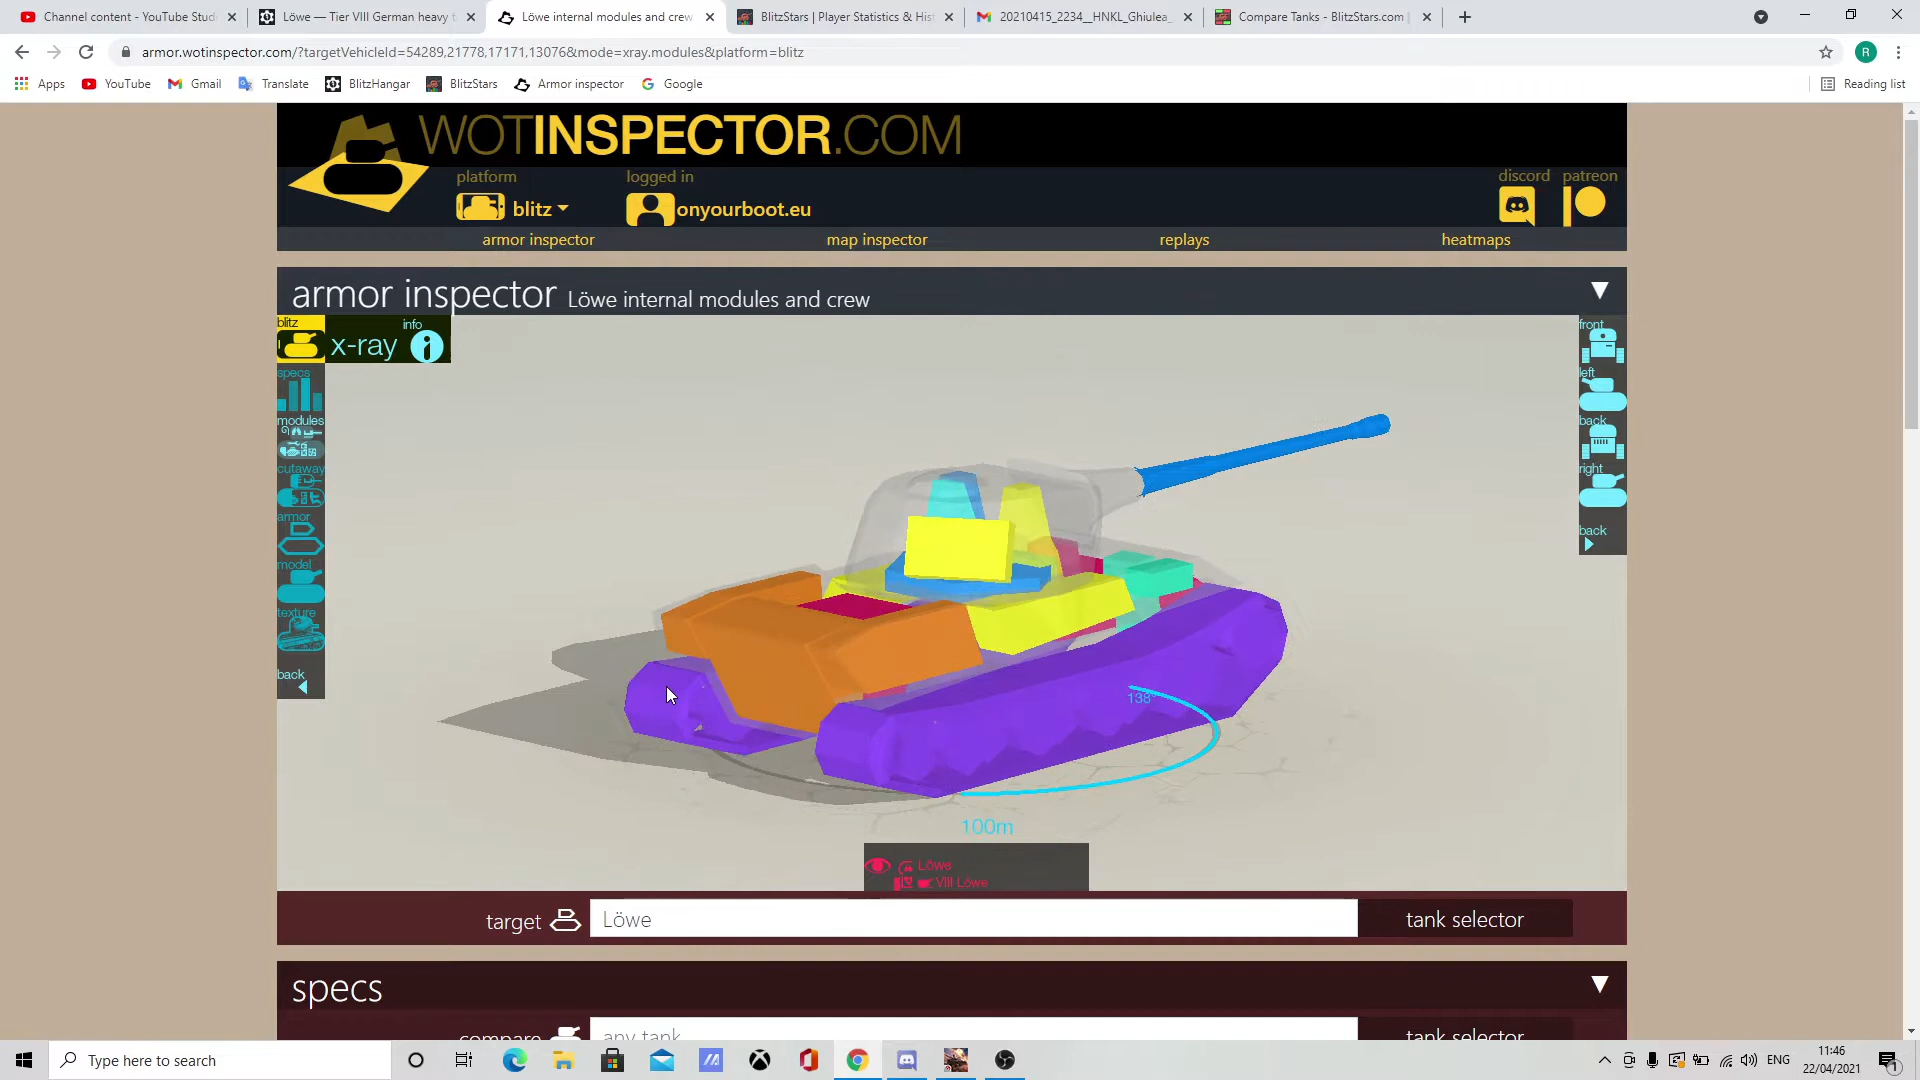 Channel content - YouTube Stud
Löwe — Tier VIII German heavy t
Löwe internal modules and crew
BlitzStars | Player Statistics & His
20210415_2234__HNKL_Ghiulea_
Compare Tanks - BlitzStars.com |
armor.wotinspector.com/?targetVehicleId=54289,21778,17171,13076&mode=xray.modules&platform=blitz
R
Apps
YouTube
Gmail
Translate
BlitzHangar
BlitzStars
Armor inspector
Google
Reading list
WOTINSPECTOR.COM
platform
logged in
discord
patreon
blitz
onyourboot.eu
armor inspector
map inspector
replays
heatmaps
armor inspector Löwe internal modules and crew
blitz
x-ray
info
specs
modules
cutaway
armor
model
texture
back
front
left
back
right
back
138°
100m
Löwe
VIII Löwe
target
Löwe
tank selector
specs
compare
any tank
tank selector
Type here to search
ENG
11:46
22/04/2021
1